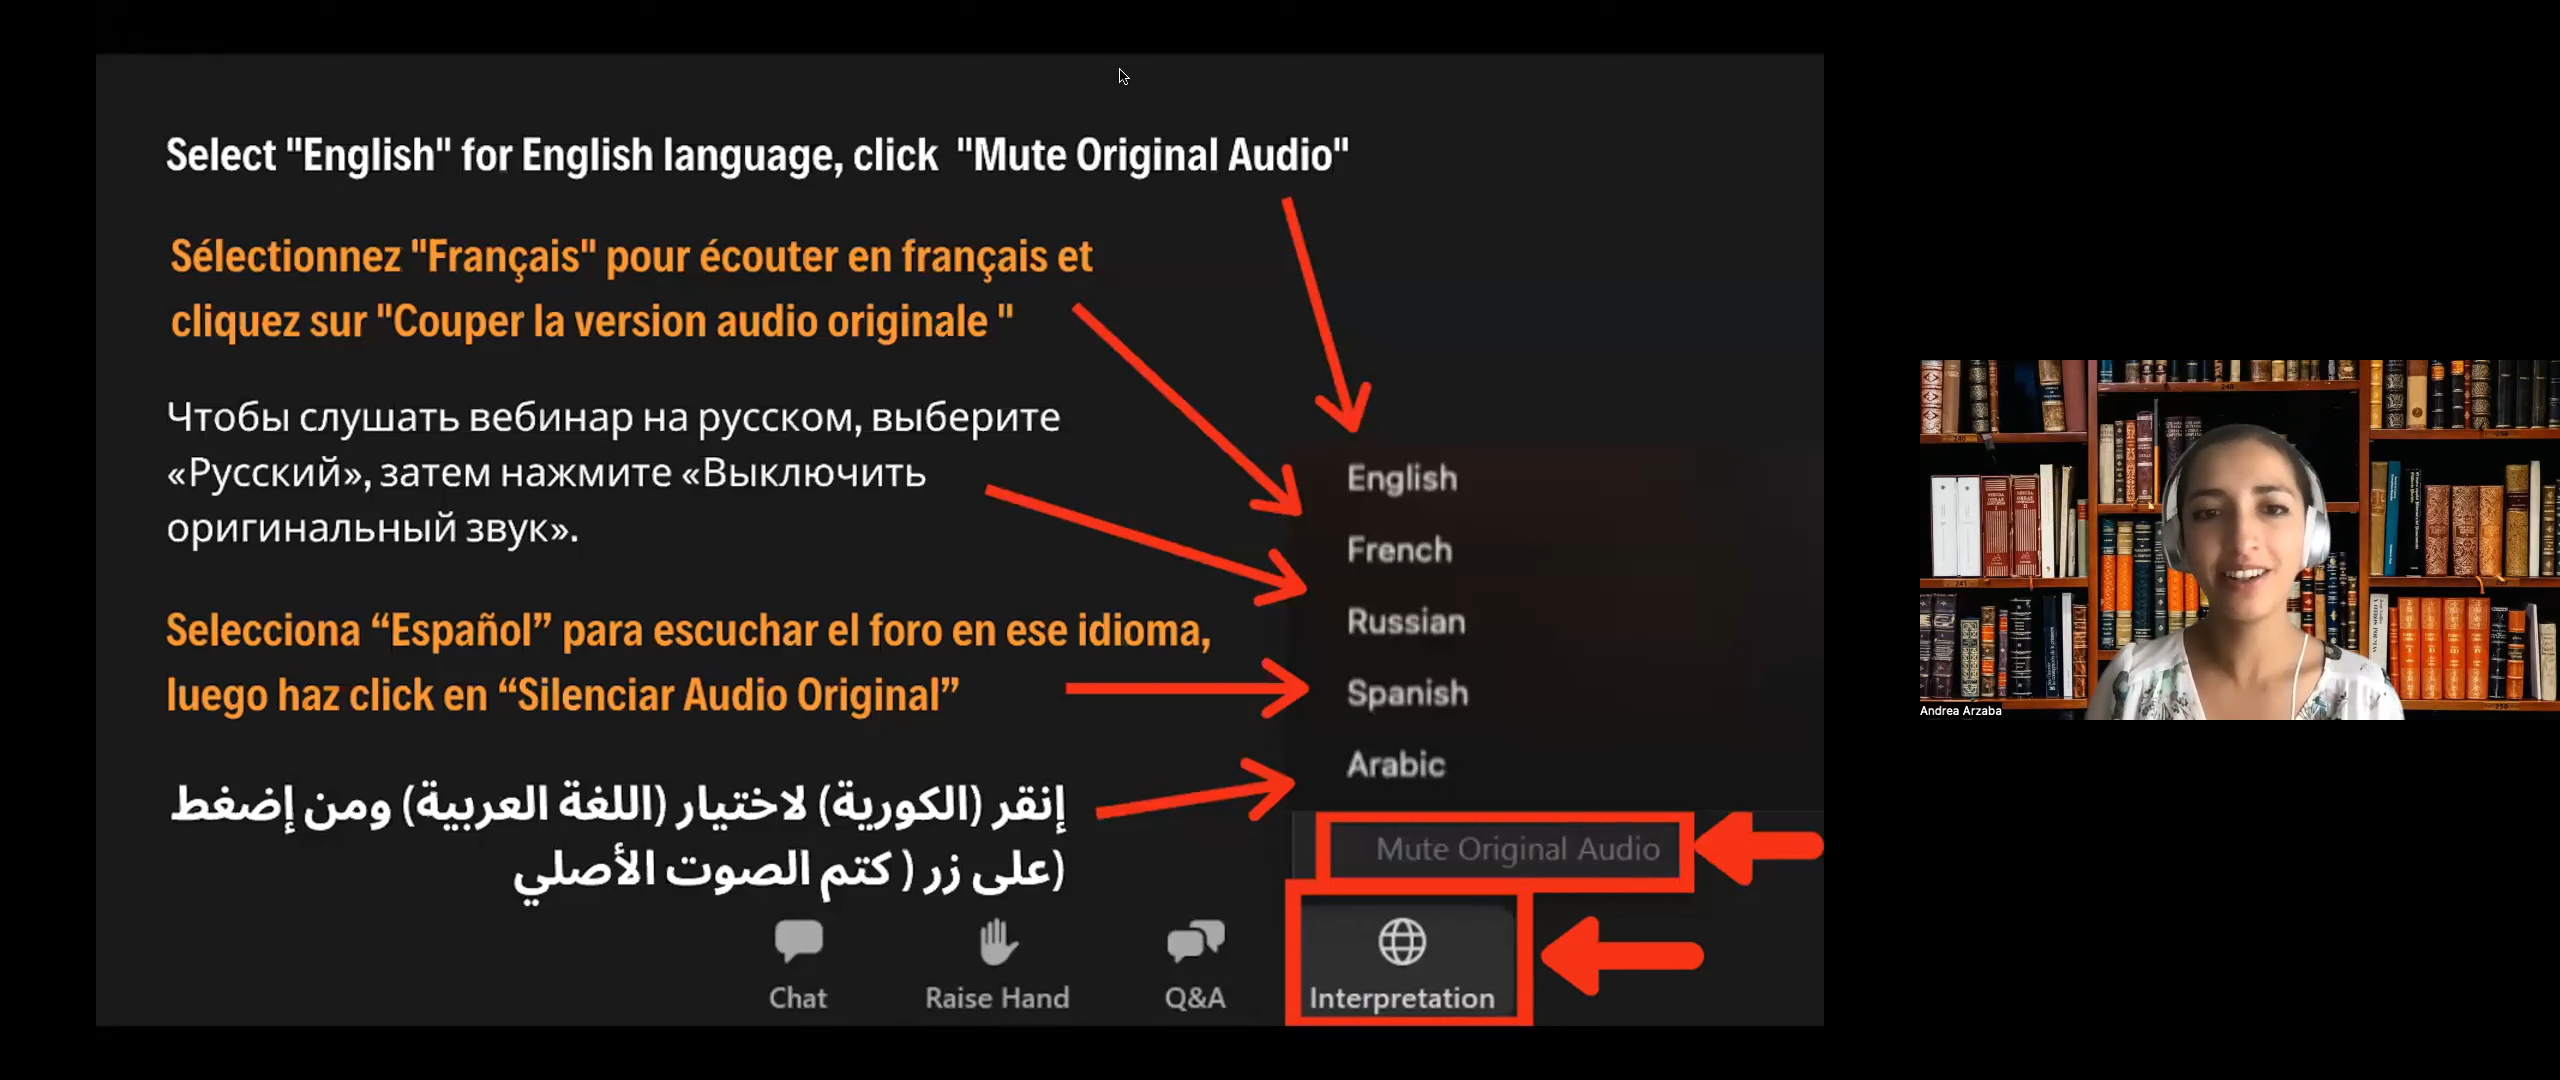 Select "English" for English language, click "Mute Original Audio"
Sélectionnez "Français" pour écouter en français et
cliquez sur "Couper la version audio originale "
Чтобы слушать вебинар на русском, выберите
«Русский», затем нажмите «Выключить
оригинальный звук».
Selecciona “Español” para escuchar el foro en ese idioma,
luego haz click en “Silenciar Audio Original”
إنقر (الكورية) لاختيار (اللغة العربية) ومن إضغط
(على زر ( كتم الصوت الأصلي
English
French
Russian
Spanish
Arabic
Mute Original Audio
Chat
Raise Hand
Q&A
Interpretation
Andrea Arzaba